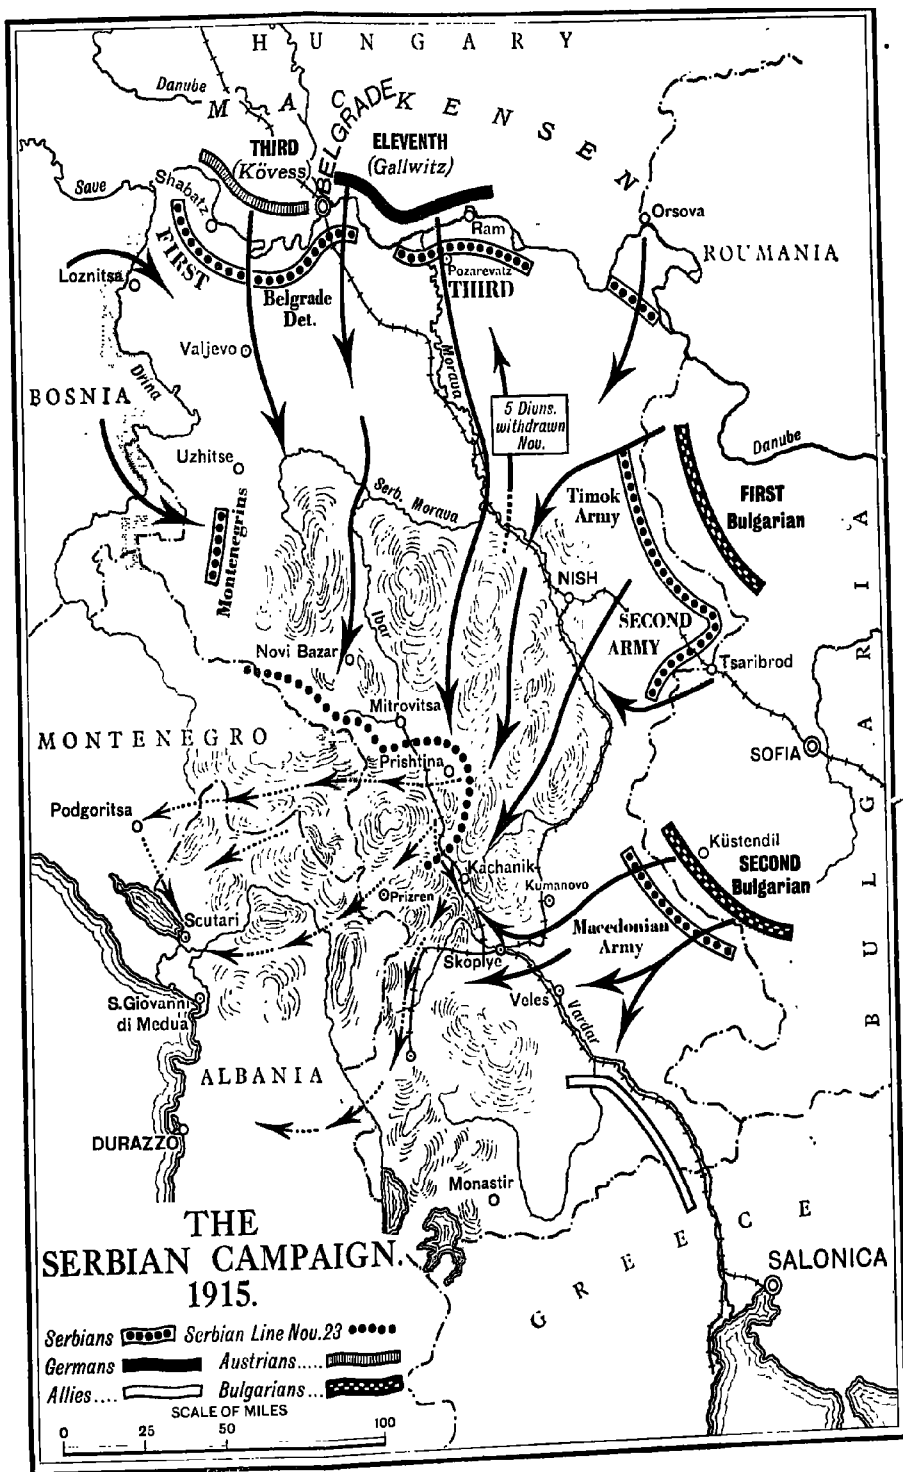 HUNGARY
Danube
MACKENSEN
BELGRADE
THIRD
(Kövess)
ELEVENTH
(Gallwitz)
Save
Shabatz
Orsova
Ram
ROUMANIA
FIRST
Loznitsa
Pozarevatz
THIRD
Belgrade
Det.
Valjevo
Morava
BOSNIA
Drina
5 Divns.
withdrawn
Nov.
Danube
Uzhitse
Serb. Morava
Timok
Army
FIRST
Bulgarian
Montenegrins
NISH
Ibar
SECOND
ARMY
Novi Bazar
Tsaribrod
Mitrovitsa
MONTENEGRO
SOFIA
BULGARIA
Prishtina
Podgoritsa
Küstendil
Kachanik
SECOND
Bulgarian
Kumanovo
Prizren
Scutari
Macedonian
Army
Skoplye
Veles
Vardar
S.Giovanni
di Medua
ALBANIA
DURAZZO
Monastir
GREECE
SALONICA
THE
SERBIAN CAMPAIGN.
1915.
Serbians Serbian Line Nov.23
Germans Austrians.....
Allies.... Bulgarians...
SCALE OF MILES
0 25 50 100